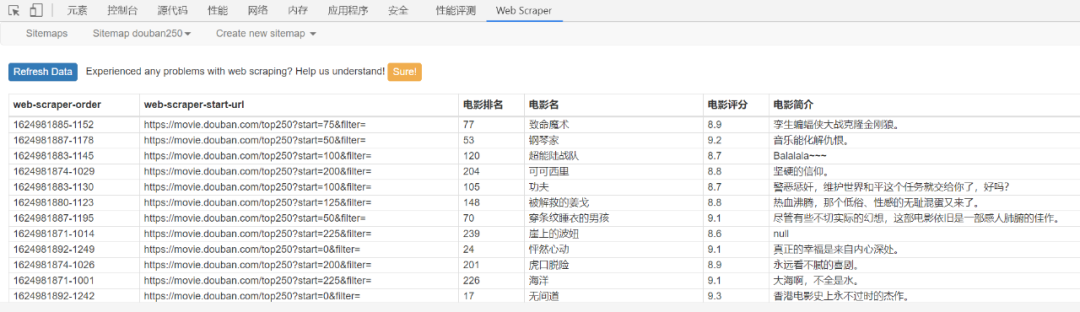 元素 控制台 源代码 性能 网络 内存 应用程序 安全 性能评测 Web Scraper
Sitemaps Sitemap douban250 Create new sitemap
Refresh Data Experienced any problems with web scraping? Help us understand! Sure!
web-scraper-order web-scraper-start-url 电影排名 电影名 电影评分 电影简介
1624981885-1152 https://movie.douban.com/top250?start=75&filter= 77 致命魔术 8.9 孪生蝙蝠侠大战克隆金刚狼。
1624981887-1178 https://movie.douban.com/top250?start=50&filter= 53 钢琴家 9.2 音乐能化解仇恨。
1624981883-1145 https://movie.douban.com/top250?start=100&filter= 120 超能陆战队 8.7 Balalala~~~
1624981874-1029 https://movie.douban.com/top250?start=200&filter= 204 可可西里 8.8 坚硬的信仰。
1624981883-1130 https://movie.douban.com/top250?start=100&filter= 105 功夫 8.7 警恶惩奸，维护世界和平这个任务就交给你了，好吗？
1624981880-1123 https://movie.douban.com/top250?start=125&filter= 148 被解救的姜戈 8.8 热血沸腾，那个低俗、性感的无耻混蛋又来了。
1624981887-1195 https://movie.douban.com/top250?start=50&filter= 70 穿条纹睡衣的男孩 9.1 尽管有些不切实际的幻想，这部电影依旧是一部感人肺腑的佳作。
1624981871-1014 https://movie.douban.com/top250?start=225&filter= 239 崖上的波妞 8.6 null
1624981892-1249 https://movie.douban.com/top250?start=0&filter= 24 怦然心动 9.1 真正的幸福是来自内心深处。
1624981874-1026 https://movie.douban.com/top250?start=200&filter= 201 虎口脱险 8.9 永远看不腻的喜剧。
1624981871-1001 https://movie.douban.com/top250?start=225&filter= 226 海洋 9.1 大海啊，不全是水。
1624981892-1242 https://movie.douban.com/top250?start=0&filter= 17 无间道 9.3 香港电影史上永不过时的杰作。